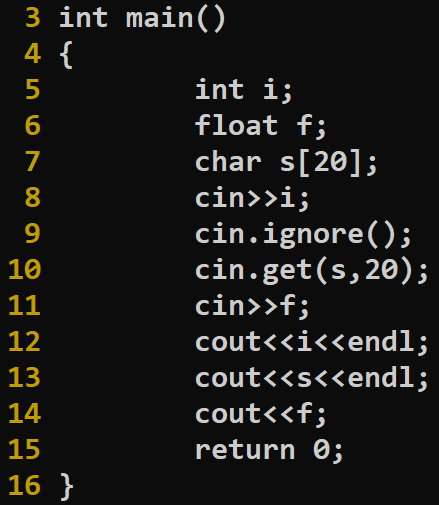 3 int main()
4 {
5         int i;
6         float f;
7         char s[20];
8         cin>>i;
9         cin.ignore();
10         cin.get(s,20);
11         cin>>f;
12         cout<<i<<endl;
13         cout<<s<<endl;
14         cout<<f;
15         return 0;
16 }